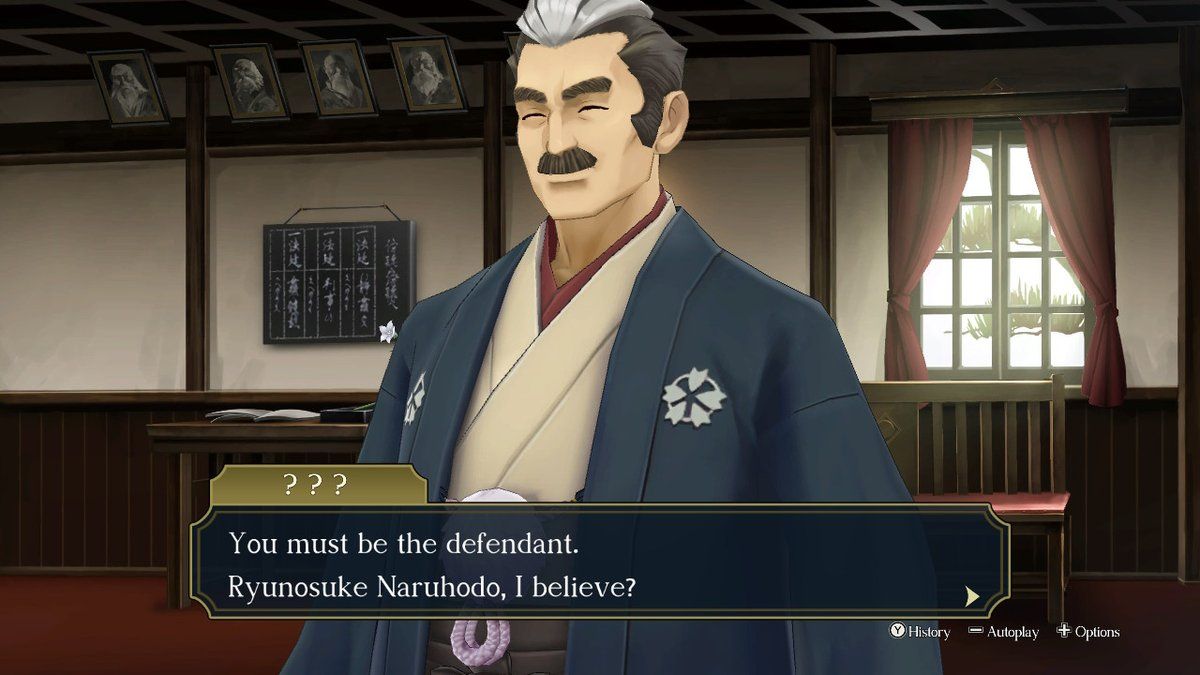 ? ? ?
You must be the defendant.
Ryunosuke Naruhodo, I believe?
Y History
Autoplay
Options